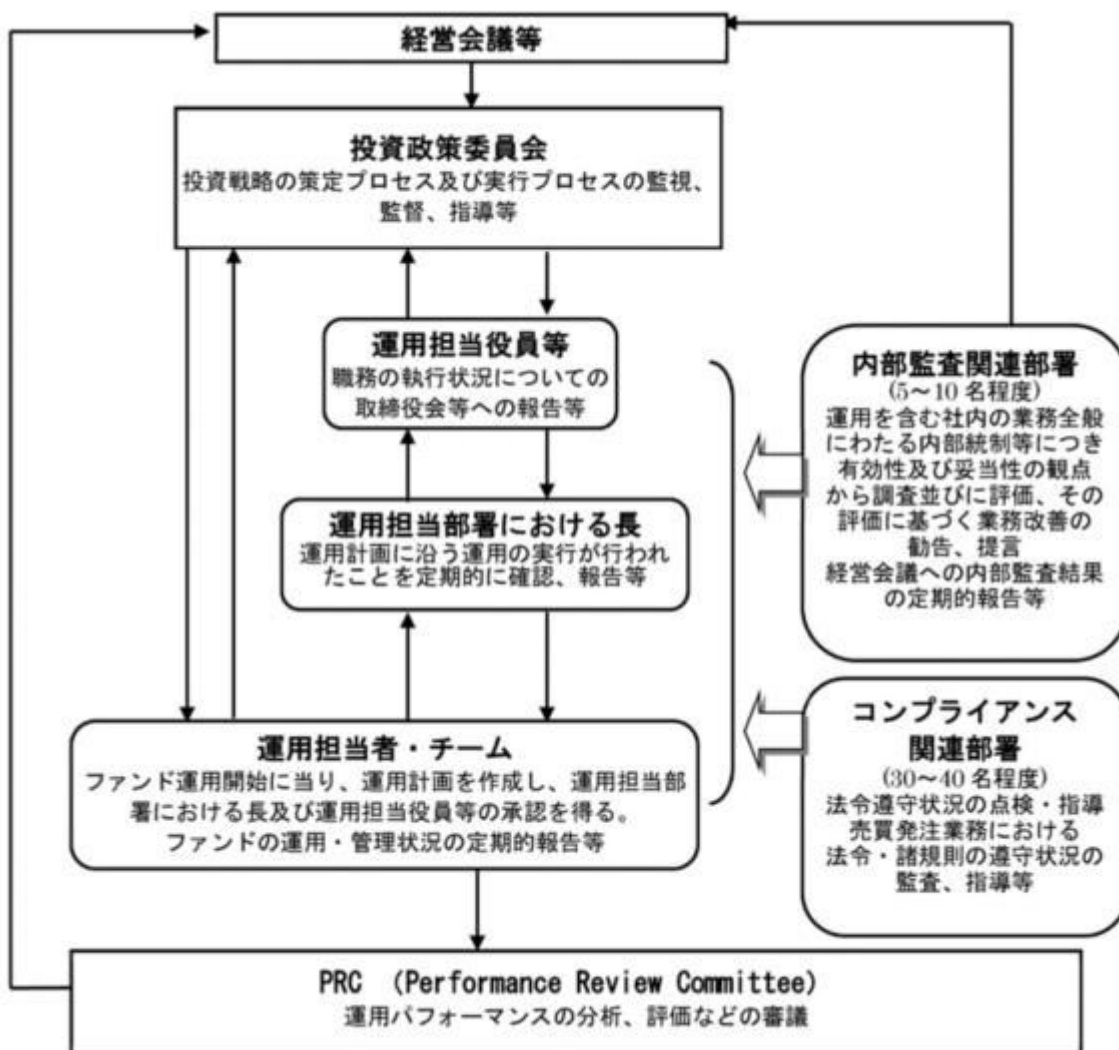 経営会議等
投資政策委員会
投資戦略の策定プロセス及び実行プロセスの監視、
監督、指導等
運用担当役員等
職務の執行状況についての
取締役会等への報告等
運用担当部署における長
運用計画に沿う運用の実行が行われ
たことを定期的に確認、報告等
運用担当者・チーム
ファンド運用開始に当り、運用計画を作成し、運用担当部
署における長及び運用担当役員等の承認を得る。
ファンドの運用・管理状況の定期的報告等
内部監査関連部署
(5～10 名程度)
運用を含む社内の業務全般
にわたる内部統制等につき
有効性及び妥当性の観点
から調査並びに評価、その
評価に基づく業務改善の
勧告、提言
経営会議への内部監査結果
の定期的報告等
コンプライアンス
関連部署
(30～40 名程度)
法令遵守状況の点検・指導
売買発注業務における
法令・諸規則の遵守状況の
監査、指導等
PRC （Performance Review Committee）
運用パフォーマンスの分析、評価などの審議